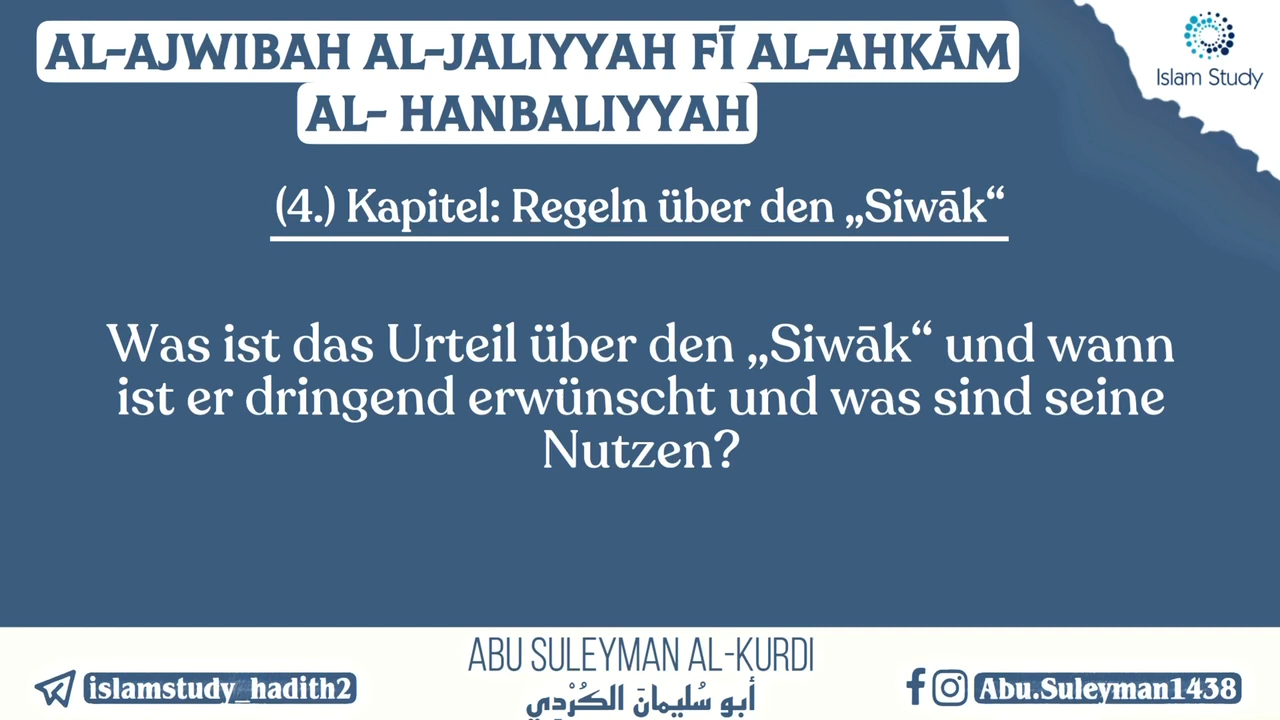 AL-AJWIBAH AL-JALIYYAH FĪ AL-AHKĀM
AL- HANBALIYYAH
Islam Study
(4.) Kapitel: Regeln über den „Siwāk“
Was ist das Urteil über den „Siwāk“ und wann
ist er dringend erwünscht und was sind seine
Nutzen?
ABU SULEYMAN AL-KURDI
أبو سُليمانَ الكُرْدِي
islamstudy_hadith2
Abu.Suleyman1438